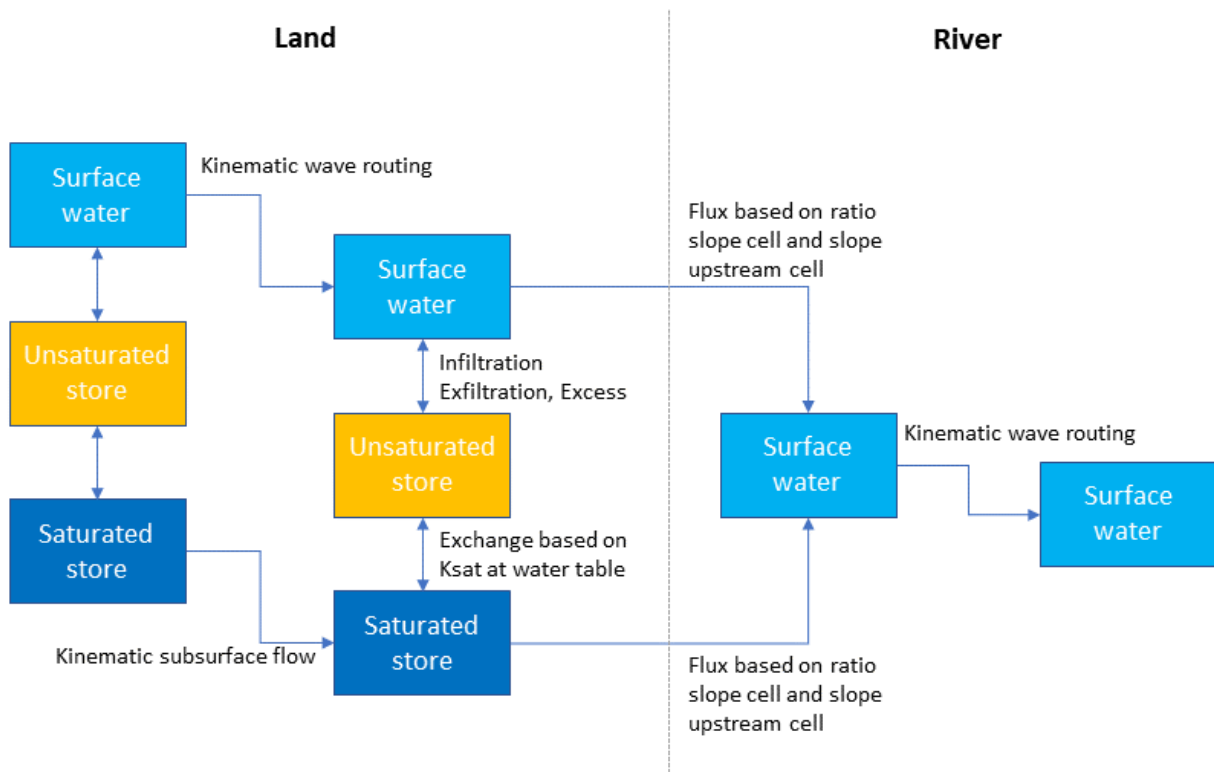 Land
River
Surface
water
Kinematic wave routing
Surface
water
Flux based on ratio
slope cell and slope
upstream cell
Unsaturated
store
Infiltration
Exfiltration, Excess
Unsaturated
store
Surface
water
Kinematic wave routing
Surface
water
Saturated
store
Exchange based on
Ksat at water table
Kinematic subsurface flow
Saturated
store
Flux based on ratio
slope cell and slope
upstream cell